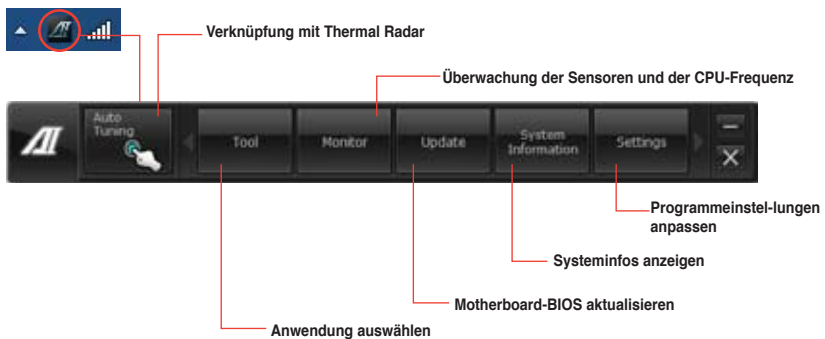 Verknüpfung mit Thermal Radar
Überwachung der Sensoren und der CPU-Frequenz
Auto
Tuning
Tool
Monitor
Update
System
Information
Settings
Programmeinstel-lungen
anpassen
Systeminfos anzeigen
Motherboard-BIOS aktualisieren
Anwendung auswählen